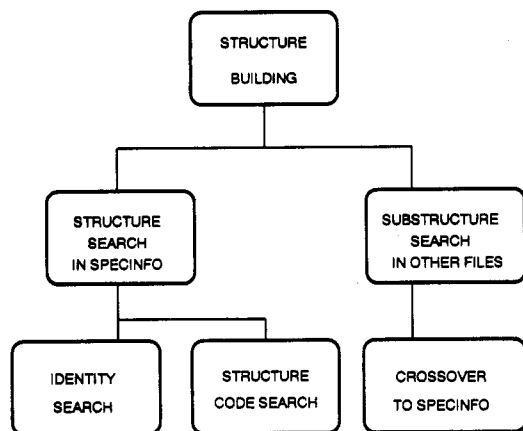 STRUCTURE
BUILDING
STRUCTURE
SEARCH
IN SPECINFO
SUBSTRUCTURE
SEARCH
IN OTHER FILES
IDENTITY
SEARCH
STRUCTURE
CODE SEARCH
CROSSOVER
TO SPECINFO